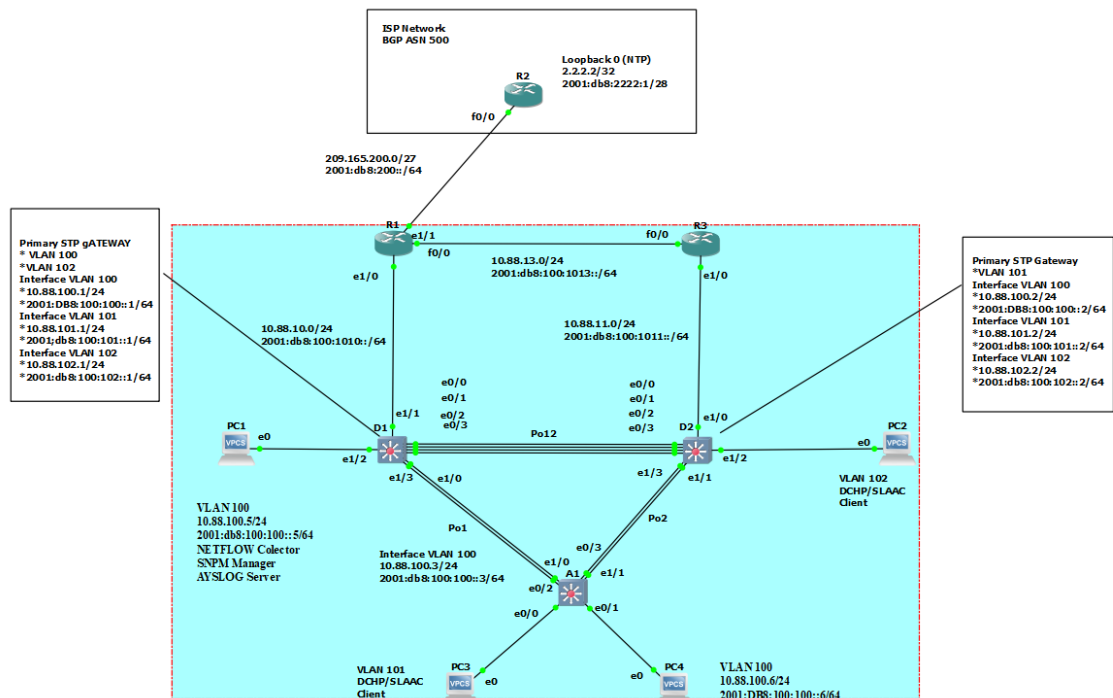 ISP Network
BGP ASN 500
Loopback 0 (NTP)
2.2.2.2/32
2001:db8:2222:1/28
R2
f0/0
209.165.200.0/27
2001:db8:200::/64
Primary STP gATEWAY
* VLAN 100
*VLAN 102
Interface VLAN 100
*10.88.100.1/24
*2001:DB8:100:100::1/64
Interface VLAN 101
*10.88.101.1/24
*2001:db8:100:101::1/64
Interface VLAN 102
*10.88.102.1/24
*2001:db8:100:102::1/64
R1
e1/1
f0/0
e1/0
R3
f0/0
e1/0
10.88.13.0/24
2001:db8:100:1013::/64
Primary STP Gateway
*VLAN 101
Interface VLAN 100
*10.88.100.2/24
*2001:DB8:100:100::2/64
Interface VLAN 101
*10.88.101.2/24
*2001:db8:100:101::2/64
Interface VLAN 102
*10.88.102.2/24
*2001:db8:100:102::2/64
10.88.10.0/24
2001:db8:100:1010::/64
10.88.11.0/24
2001:db8:100:1011::/64
e0/0
e0/1
e0/2
e0/3
e0/0
e0/1
e0/2
e0/3
PC1
VPCS
e0
e1/1
D1
e1/2
e1/3
e1/0
Po12
D2
e1/0
e1/2
e1/3
e1/1
PC2
VPCS
e0
VLAN 102
DCHP/SLAAC
Client
VLAN 100
10.88.100.5/24
2001:db8:100:100::5/64
NETFLOW Colector
SNPM Manager
AYSLOG Server
Po1
Po2
Interface VLAN 100
10.88.100.3/24
2001:db8:100:100::3/64
e1/0
e0/2
e0/3
e1/1
A1
e0/0
e0/1
VLAN 101
DCHP/SLAAC
Client
PC3
VPCS
e0
PC4
VPCS
e0
VLAN 100
10.88.100.6/24
2001:DB8:100:100::6/64